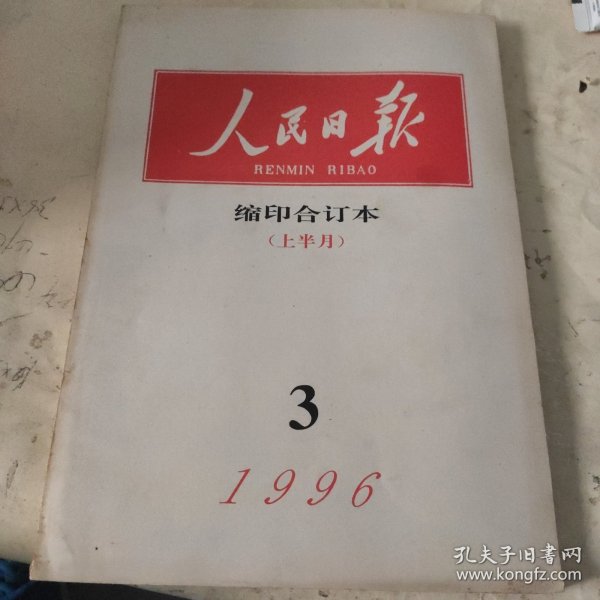 人民日报
RENMIN RIBAO
缩印合订本
（上半月）
3
1996
孔夫子旧书网
www.kongfz.com